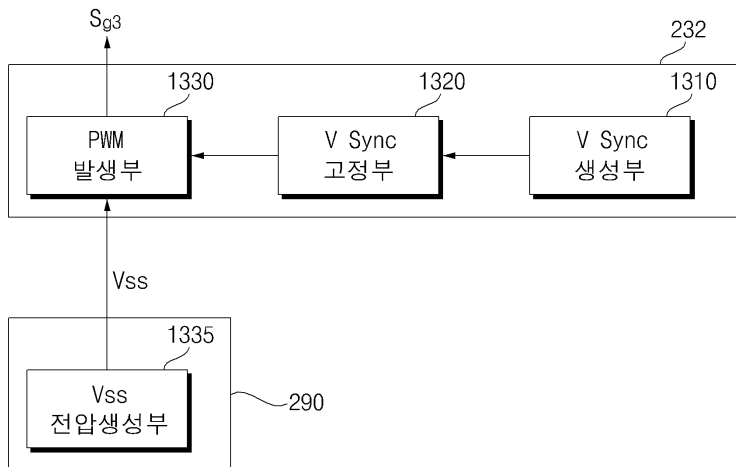 Sg3
232
1330
1320
1310
PWM
발생부
V Sync
고정부
V Sync
생성부
Vss
1335
Vss
전압생성부
290